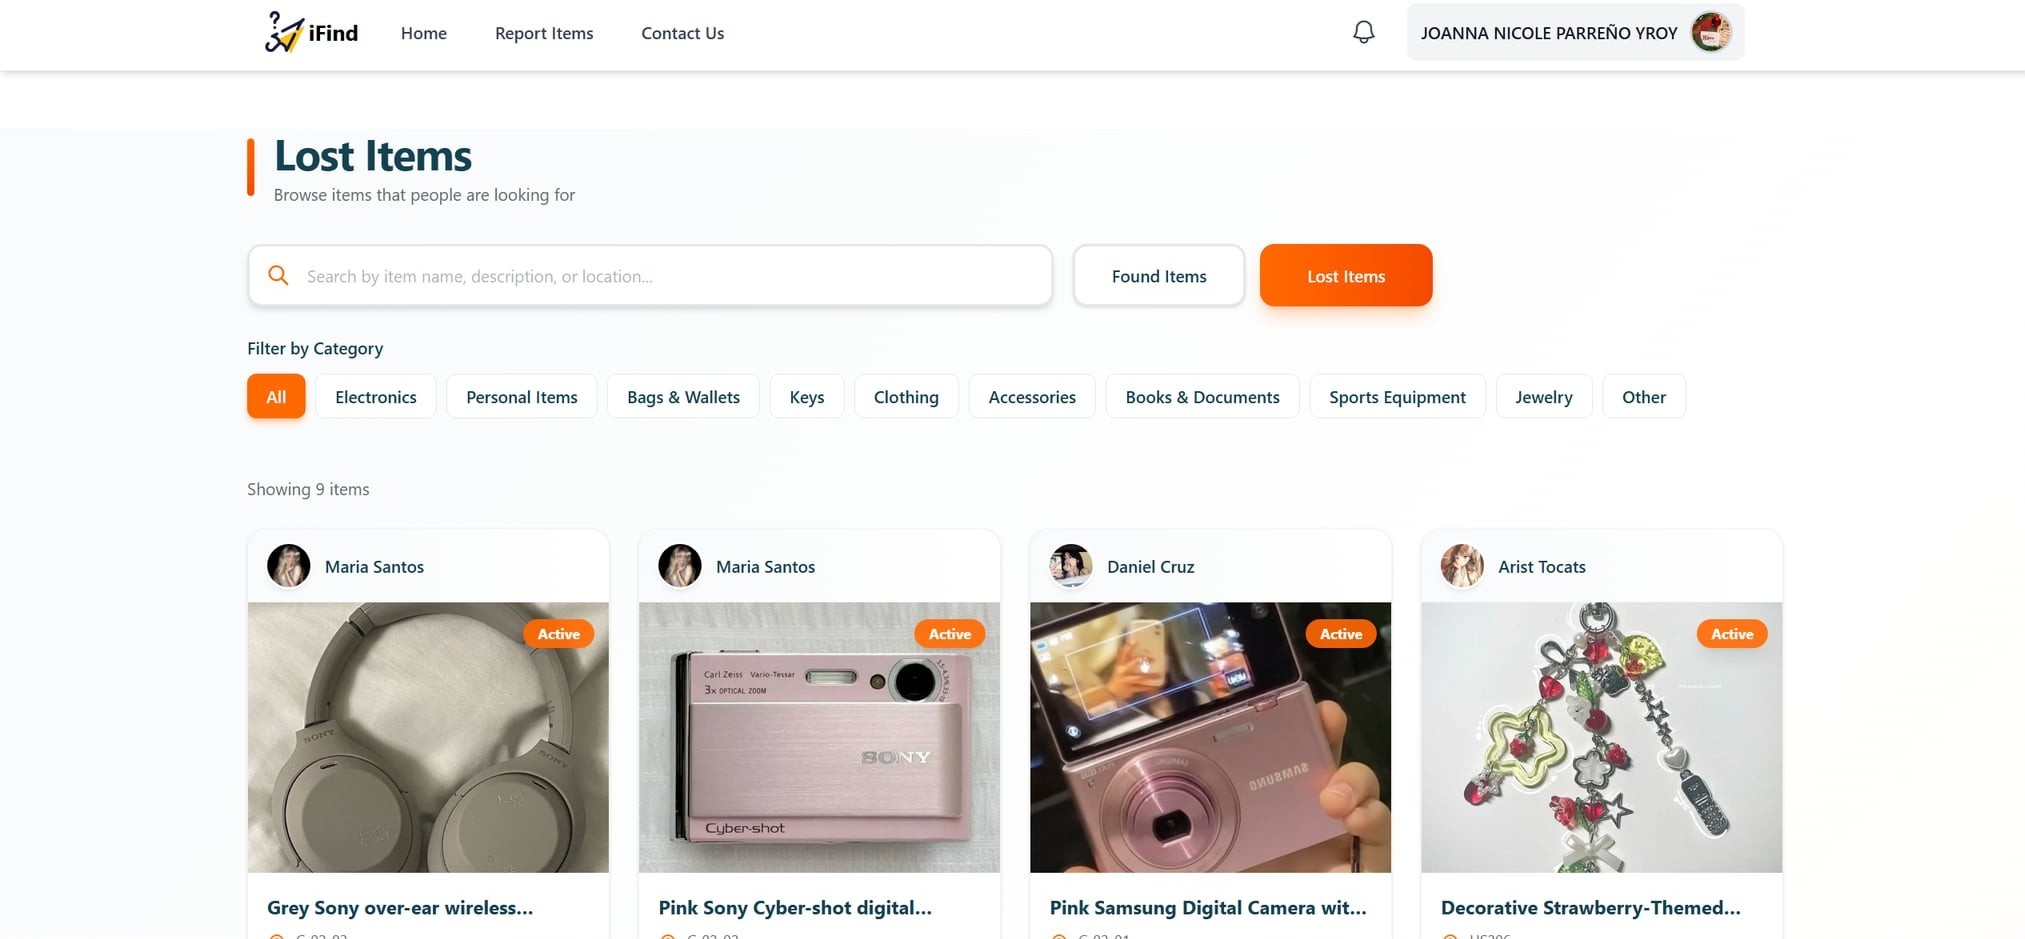 iFind
Home
Report Items
Contact Us
JOANNA NICOLE PARREÑO YROY
Lost Items
Browse items that people are looking for
Search by item name, description, or location...
Found Items
Lost Items
Filter by Category
All
Electronics
Personal Items
Bags & Wallets
Keys
Clothing
Accessories
Books & Documents
Sports Equipment
Jewelry
Other
Showing 9 items
Maria Santos
Maria Santos
Daniel Cruz
Arist Tocats
Active
Active
Active
Active
SONY
SONY
Carl Zeiss Vario-Tessar
3x OPTICAL ZOOM
SONY
Cyber-shot
SAMSUNG
SAMSUNG
Grey Sony over-ear wireless...
Pink Sony Cyber-shot digital...
Pink Samsung Digital Camera wit...
Decorative Strawberry-Themed...